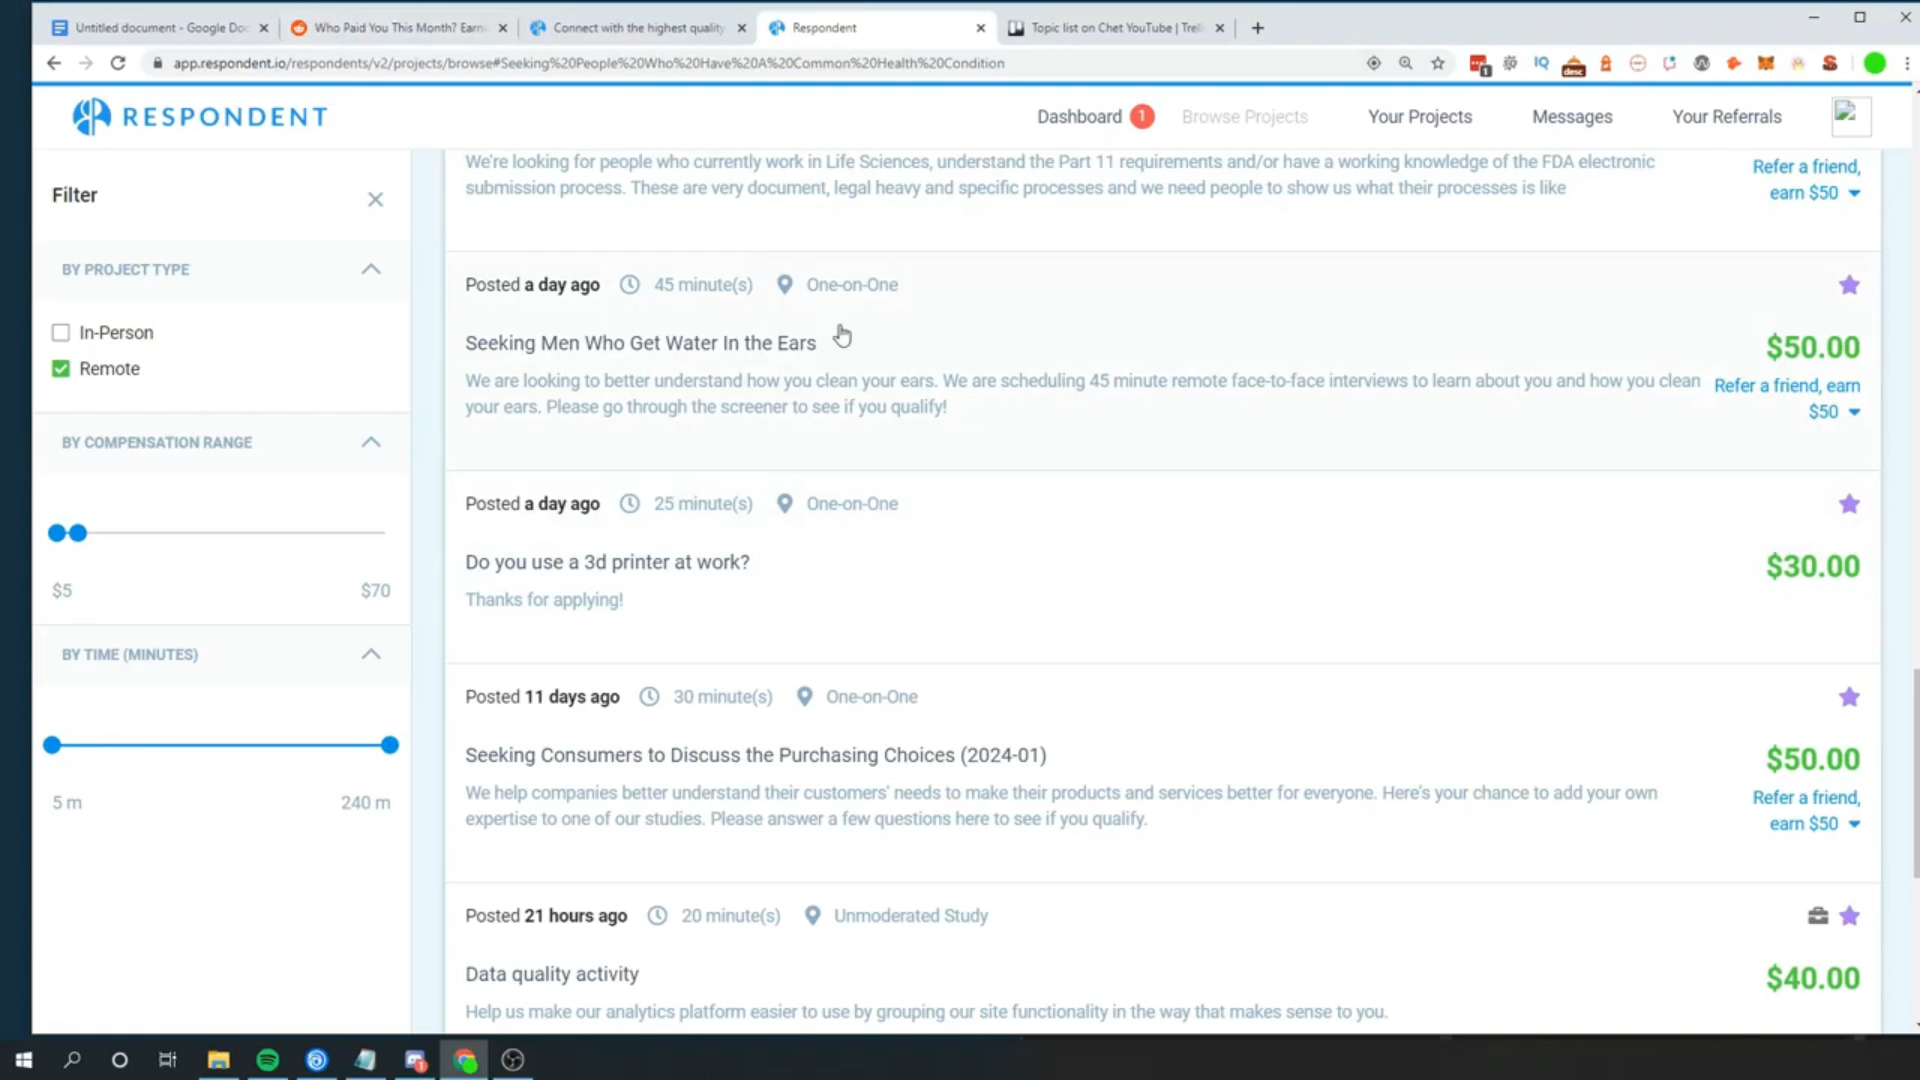 Untitled document - Google Doc
Who Paid You This Month? Earn
Connect with the highest quality
Respondent
Topic list on Chet YouTube | Trel
app.respondent.io/respondents/v2/projects/browse#Seeking%20People%20Who%20Have%20A%20Common%20Health%20Condition
1
IQ
desc
RESPONDENT
Dashboard 1
Browse Projects
Your Projects
Messages
Your Referrals
Filter
BY PROJECT TYPE
In-Person
Remote
BY COMPENSATION RANGE
$5
$70
BY TIME (MINUTES)
5 m
240 m
We're looking for people who currently work in Life Sciences, understand the Part 11 requirements and/or have a working knowledge of the FDA electronic
submission process. These are very document, legal heavy and specific processes and we need people to show us what their processes is like
Refer a friend,
earn $50
Posted a day ago 45 minute(s) One-on-One
Seeking Men Who Get Water In the Ears
$50.00
We are looking to better understand how you clean your ears. We are scheduling 45 minute remote face-to-face interviews to learn about you and how you clean
your ears. Please go through the screener to see if you qualify!
Refer a friend, earn
$50
Posted a day ago 25 minute(s) One-on-One
Do you use a 3d printer at work?
$30.00
Thanks for applying!
Posted 11 days ago 30 minute(s) One-on-One
Seeking Consumers to Discuss the Purchasing Choices (2024-01)
$50.00
We help companies better understand their customers' needs to make their products and services better for everyone. Here's your chance to add your own
expertise to one of our studies. Please answer a few questions here to see if you qualify.
Refer a friend,
earn $50
Posted 21 hours ago 20 minute(s) Unmoderated Study
Data quality activity
$40.00
Help us make our analytics platform easier to use by grouping our site functionality in the way that makes sense to you.